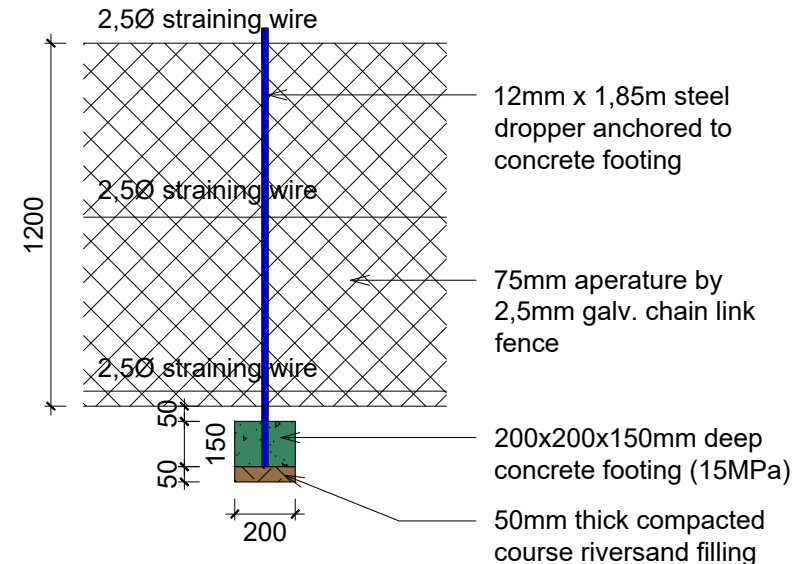 2,5Ø straining wire
12mm x 1,85m steel
dropper anchored to
concrete footing
2,5Ø straining wire
1200
75mm aperature by
2,5mm galv. chain link
fence
2,5Ø straining wire
50
150
50
200x200x150mm deep
concrete footing (15MPa)
200
50mm thick compacted
course riversand filling